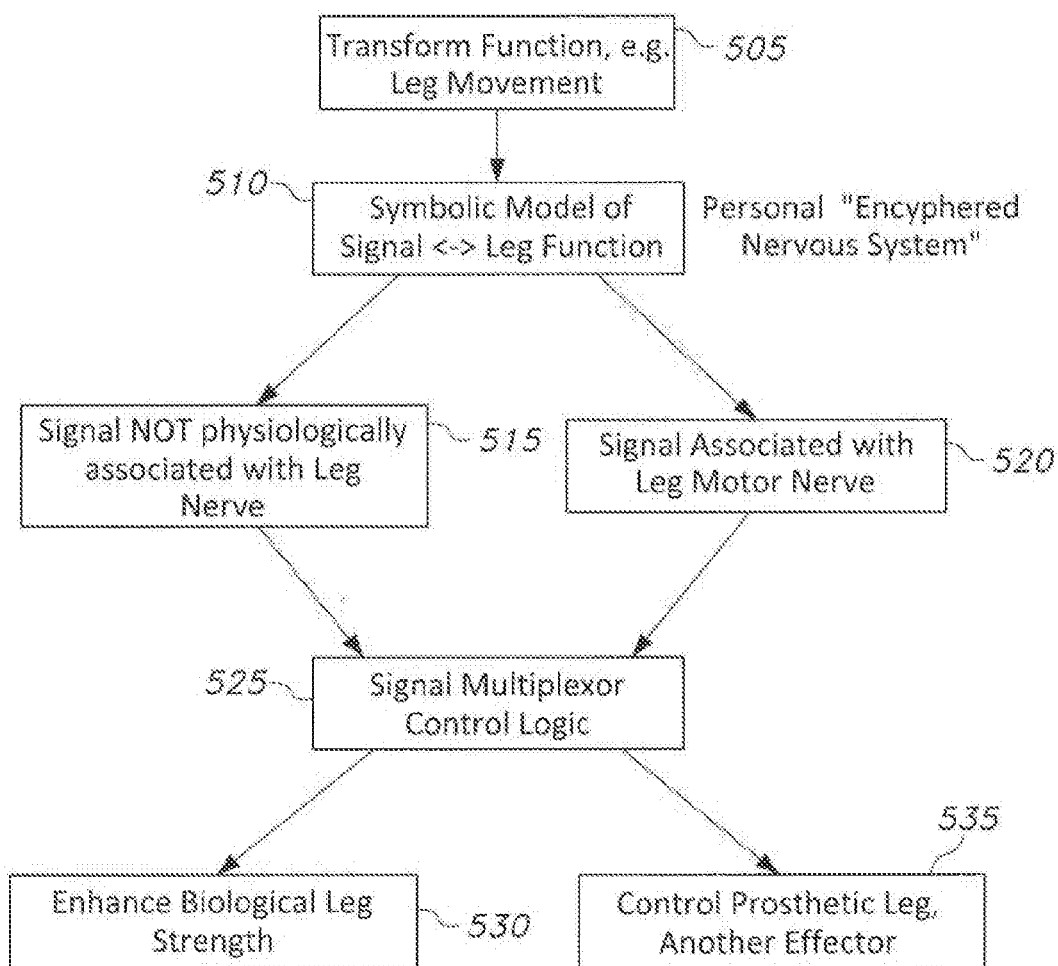 Transform Function, e.g.
Leg Movement
505
510
Symbolic Model of
Signal <-> Leg Function
Personal "Encyphered
Nervous System"
Signal NOT physiologically
associated with Leg
Nerve
515
Signal Associated with
Leg Motor Nerve
520
525
Signal Multiplexor
Control Logic
Enhance Biological Leg
Strength
530
535
Control Prosthetic Leg,
Another Effector